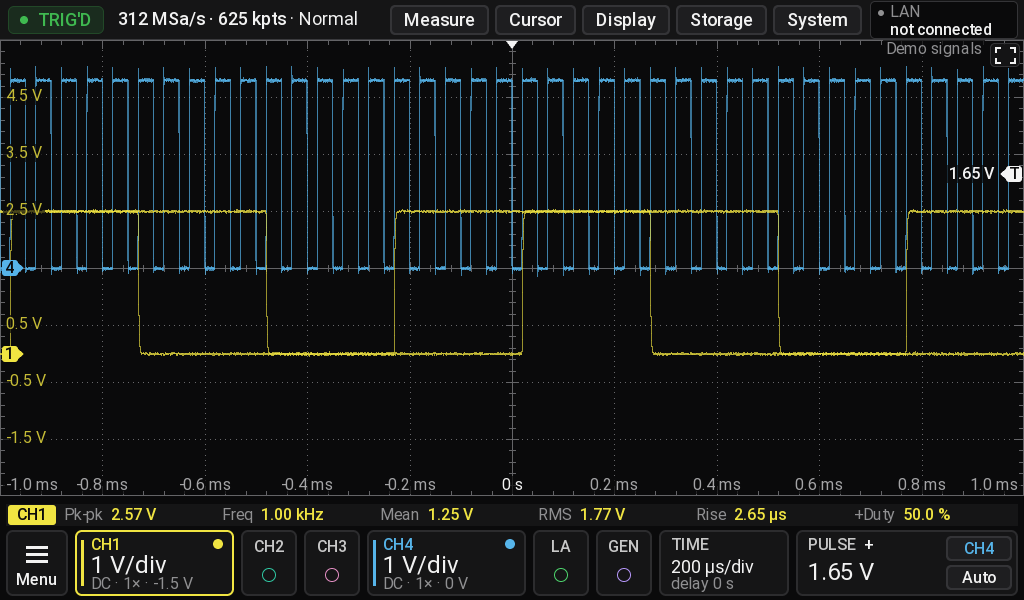 TRIG'D 312 MSa/s · 625 kpts · Normal Measure Cursor Display Storage System LAN
not connected
Demo signals
4.5 V
3.5 V
1.65 V T
2.5 V
4
0.5 V
1
-0.5 V
-1.5 V
-1.0 ms -0.8 ms -0.6 ms -0.4 ms -0.2 ms 0 s 0.2 ms 0.4 ms 0.6 ms 0.8 ms 1.0 ms
CH1 Pk-pk 2.57 V Freq 1.00 kHz Mean 1.25 V RMS 1.77 V Rise 2.65 µs +Duty 50.0 %
Menu
CH1
1 V/div
DC · 1× · -1.5 V
CH2
CH3
CH4
1 V/div
DC · 1× · 0 V
LA
GEN
TIME
200 µs/div
delay 0 s
PULSE +
1.65 V
CH4
Auto